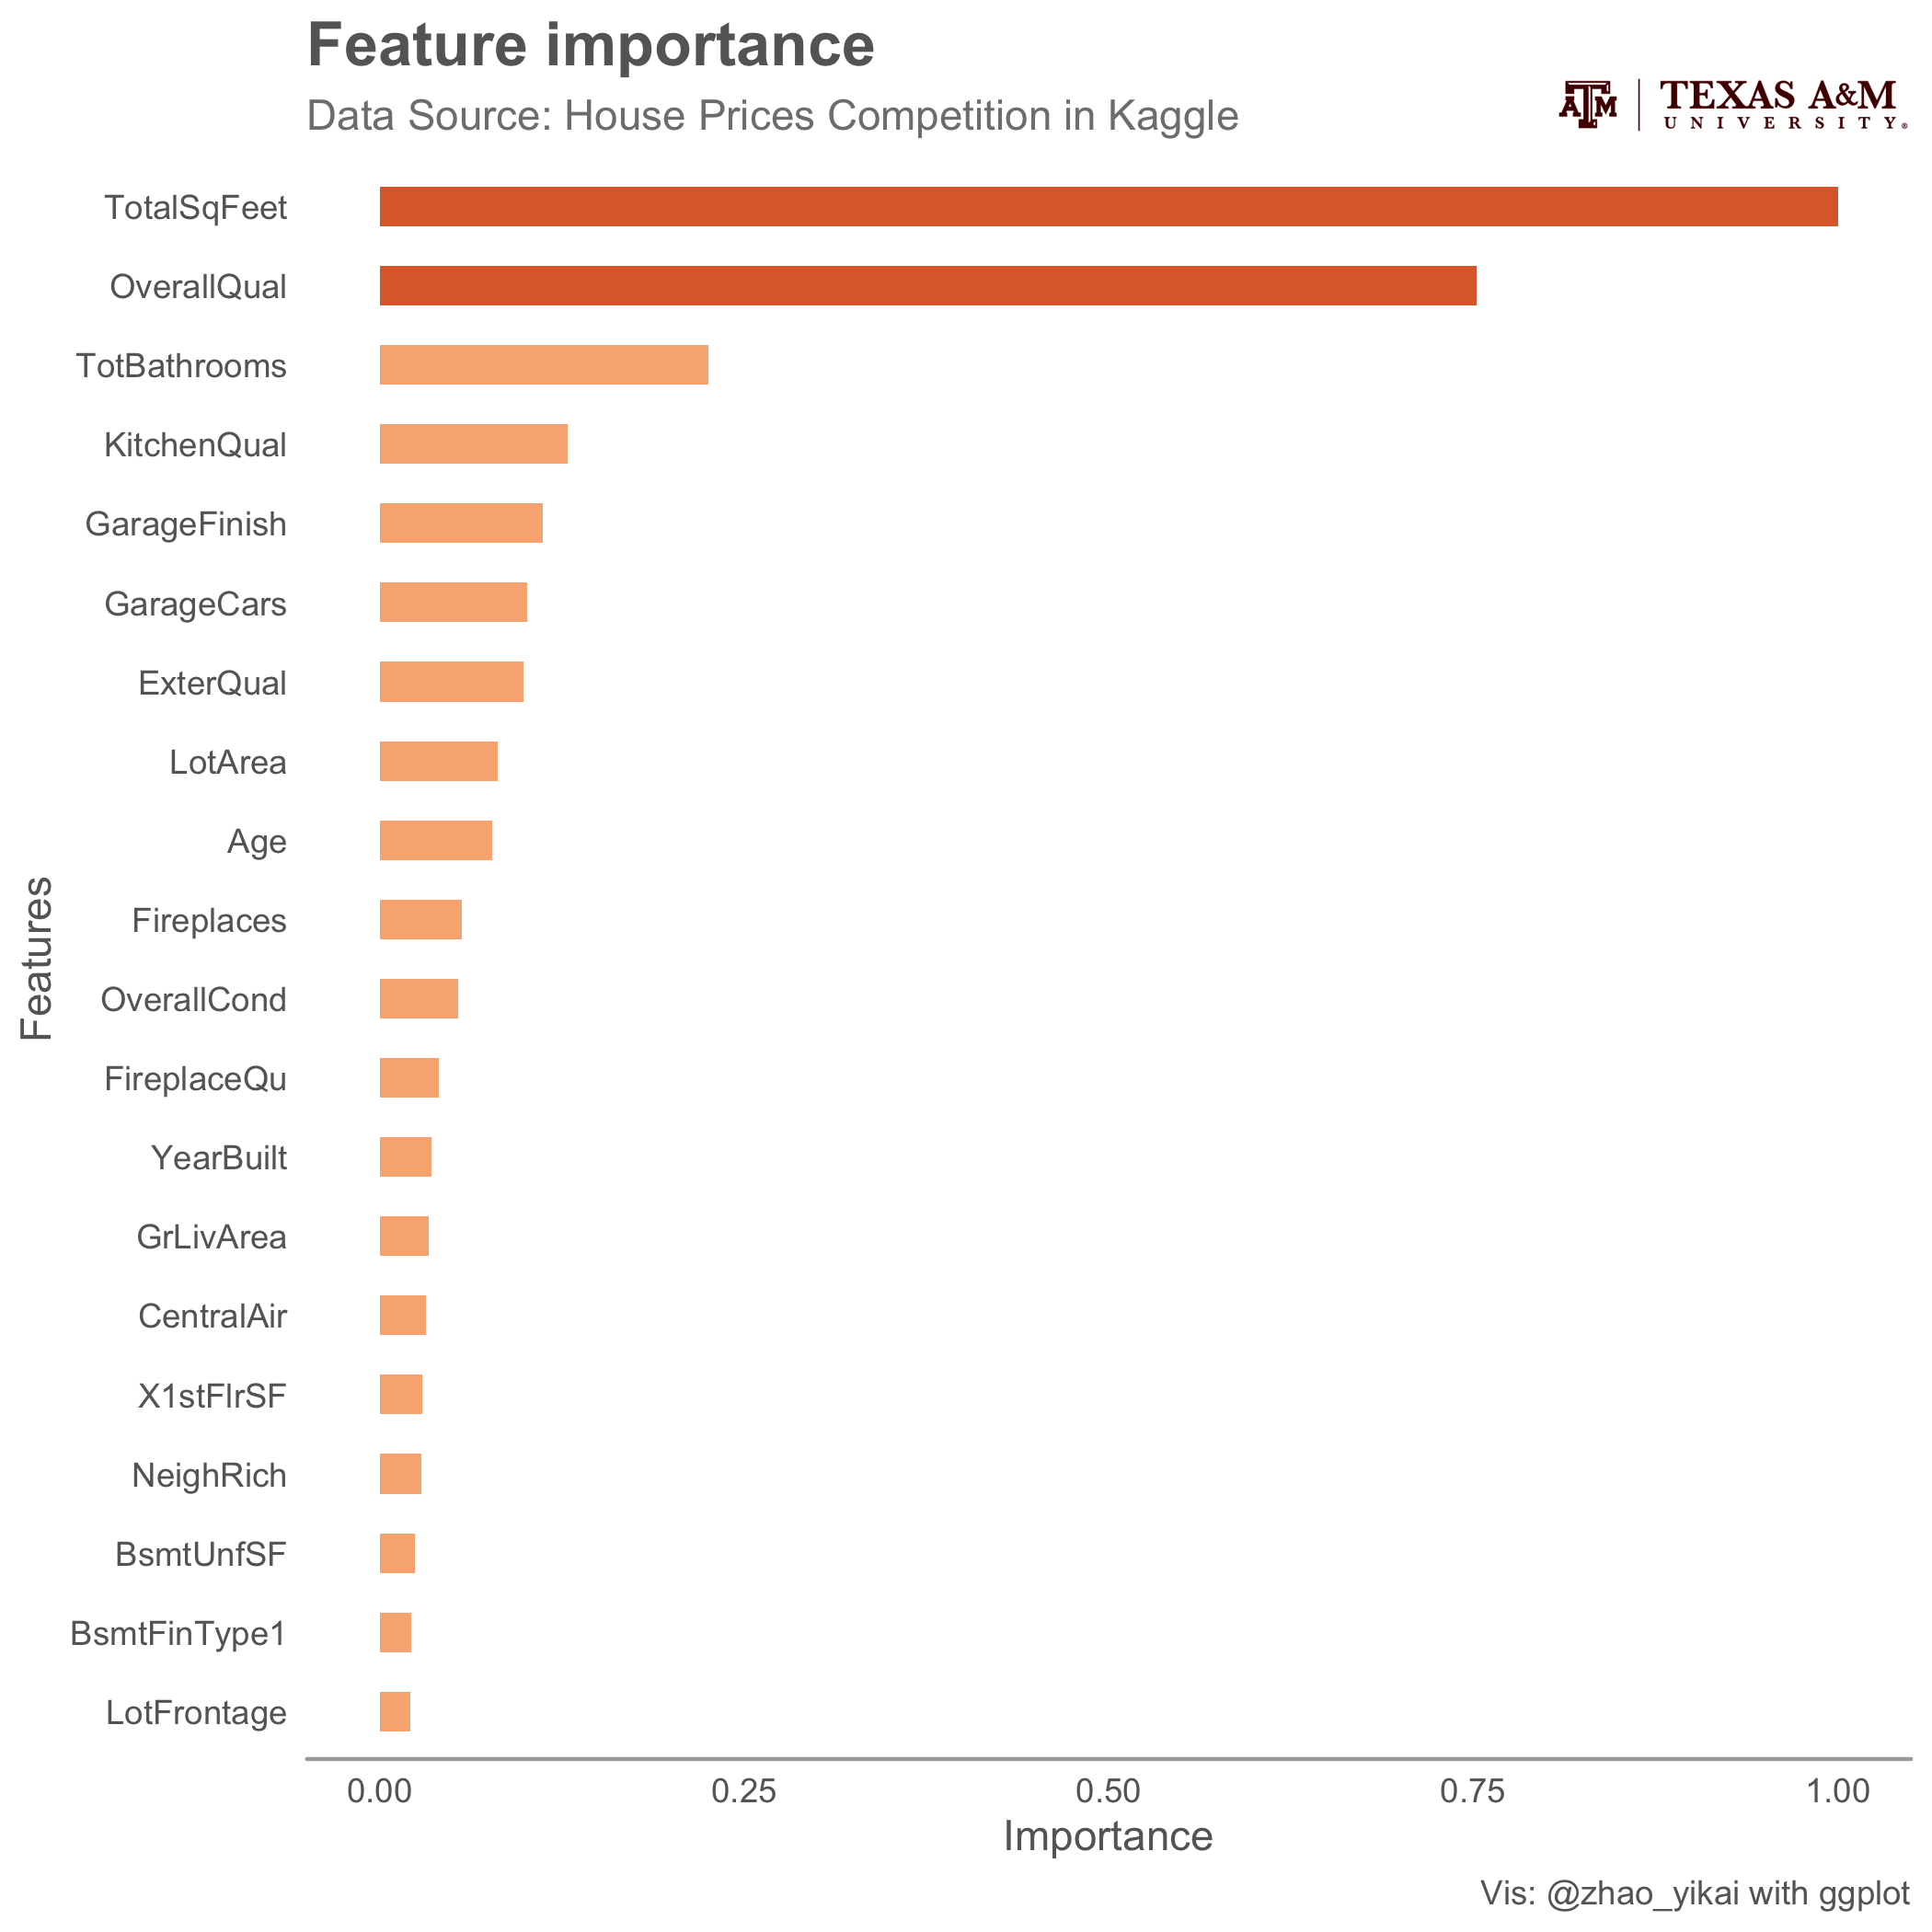 Feature importance
Data Source: House Prices Competition in Kaggle
ATM
TEXAS A&M
UNIVERSITY®
TotalSqFeet
OverallQual
TotBathrooms
KitchenQual
GarageFinish
GarageCars
ExterQual
LotArea
Age
Fireplaces
OverallCond
FireplaceQu
YearBuilt
GrLivArea
CentralAir
X1stFlrSF
NeighRich
BsmtUnfSF
BsmtFinType1
LotFrontage
Features
0.00 0.25 0.50 0.75 1.00
Importance
Vis: @zhao_yikai with ggplot